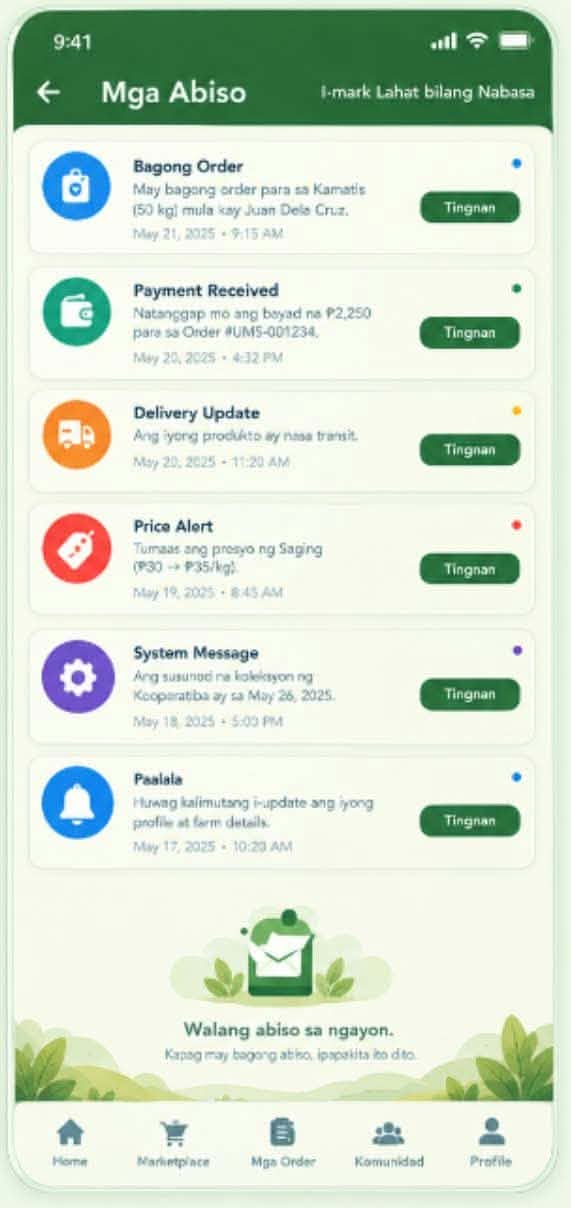 9:41
Mga Abiso
I-mark Lahat bilang Nabasa
Bagong Order
May bagong order para sa Kamatis
(50 kg) mula kay Juan Dela Cruz.
May 21, 2025 • 9:15 AM
Tingnan
Payment Received
Natanggap mo ang bayad na ₱2,250
para sa Order #UMS-001234.
May 20, 2025 • 4:32 PM
Tingnan
Delivery Update
Ang iyong produkto ay nasa transit.
May 20, 2025 • 11:20 AM
Tingnan
Price Alert
Tumaas ang presyo ng Saging
(₱30 → ₱35/kg).
May 19, 2025 • 8:45 AM
Tingnan
System Message
Ang susunod na koleksyon ng
Kooperatiba ay sa May 26, 2025.
May 18, 2025 • 5:00 PM
Tingnan
Paalala
Huwag kalimutang i-update ang iyong
profile at farm details.
May 17, 2025 • 10:20 AM
Tingnan
Walang abiso sa ngayon.
Kapag may bagong abiso, ipapakita ito dito.
Home
Marketplace
Mga Order
Komunidad
Profile